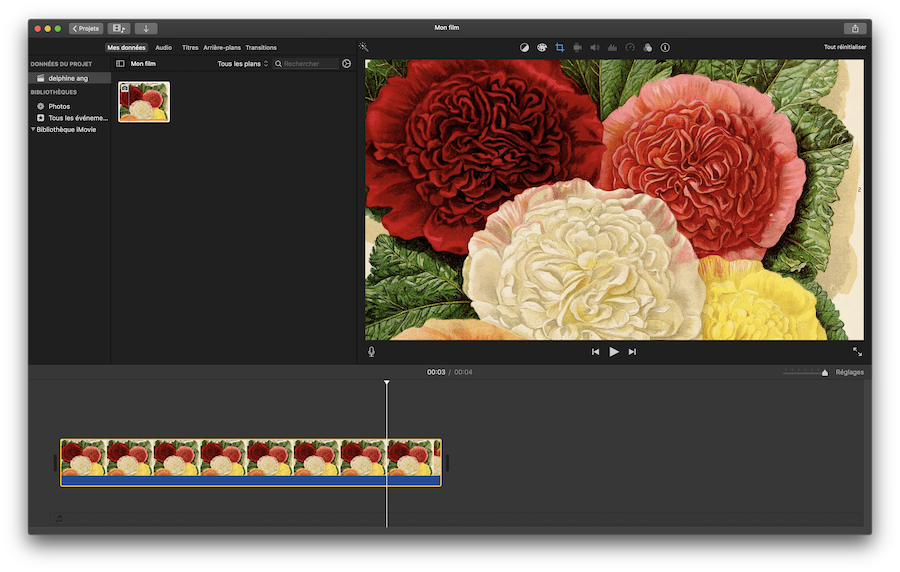 Mon film
Projets
Mes données Audio Titres Arrière-plans Transitions
Tout réinitialiser
DONNÉES DU PROJET
Mon film
Tous les plans
Rechercher
delphine ang
BIBLIOTHÈQUES
Photos
Tous les événeme...
Bibliothèque iMovie
00:03 / 00:04
Réglages